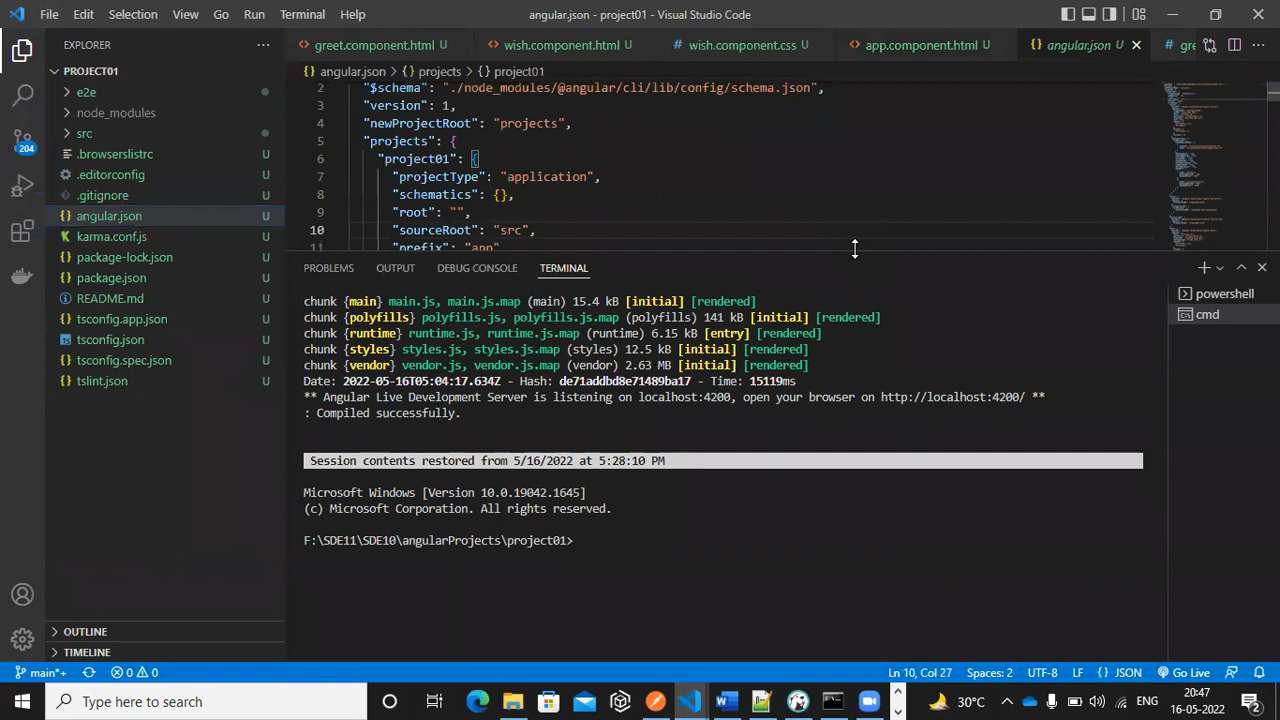 File Edit Selection View Go Run Terminal Help
angular.json - project01 - Visual Studio Code
EXPLORER
greet.component.html
wish.component.html
wish.component.css
app.component.html
angular.json
gre
PROJECT01
angular.json > projects > project01
e2e
node_modules
src
.browserslistrc U
.editorconfig U
.gitignore U
angular.json U
karma.conf.js U
package-lock.json U
package.json U
README.md U
tsconfig.app.json U
tsconfig.json U
tsconfig.spec.json U
tslint.json U
OUTLINE
TIMELINE
204
2 "$schema": "./node_modules/@angular/cli/lib/config/schema.json",
3 "version": 1,
4 "newProjectRoot": "projects",
5 "projects": {
6 "project01": {
7 "projectType": "application",
8 "schematics": {},
9 "root": "",
10 "sourceRoot": "src",
11 "prefix": "app"
PROBLEMS OUTPUT DEBUG CONSOLE TERMINAL
powershell
cmd
chunk {main} main.js, main.js.map (main) 15.4 kB [initial] [rendered]
chunk {polyfills} polyfills.js, polyfills.js.map (polyfills) 141 kB [initial] [rendered]
chunk {runtime} runtime.js, runtime.js.map (runtime) 6.15 kB [entry] [rendered]
chunk {styles} styles.js, styles.js.map (styles) 12.5 kB [initial] [rendered]
chunk {vendor} vendor.js, vendor.js.map (vendor) 2.63 MB [initial] [rendered]
Date: 2022-05-16T05:04:17.634Z - Hash: de71addbd8e71489ba17 - Time: 15119ms
** Angular Live Development Server is listening on localhost:4200, open your browser on http://localhost:4200/ **
: Compiled successfully.
Session contents restored from 5/16/2022 at 5:28:10 PM
Microsoft Windows [Version 10.0.19042.1645]
(c) Microsoft Corporation. All rights reserved.
F:\SDE11\SDE10\angularProjects\project01>
main*+ 0 0 Ln 10, Col 27 Spaces: 2 UTF-8 LF {} JSON Go Live
Type here to search
30°C ENG
20:47
16-05-2022
2